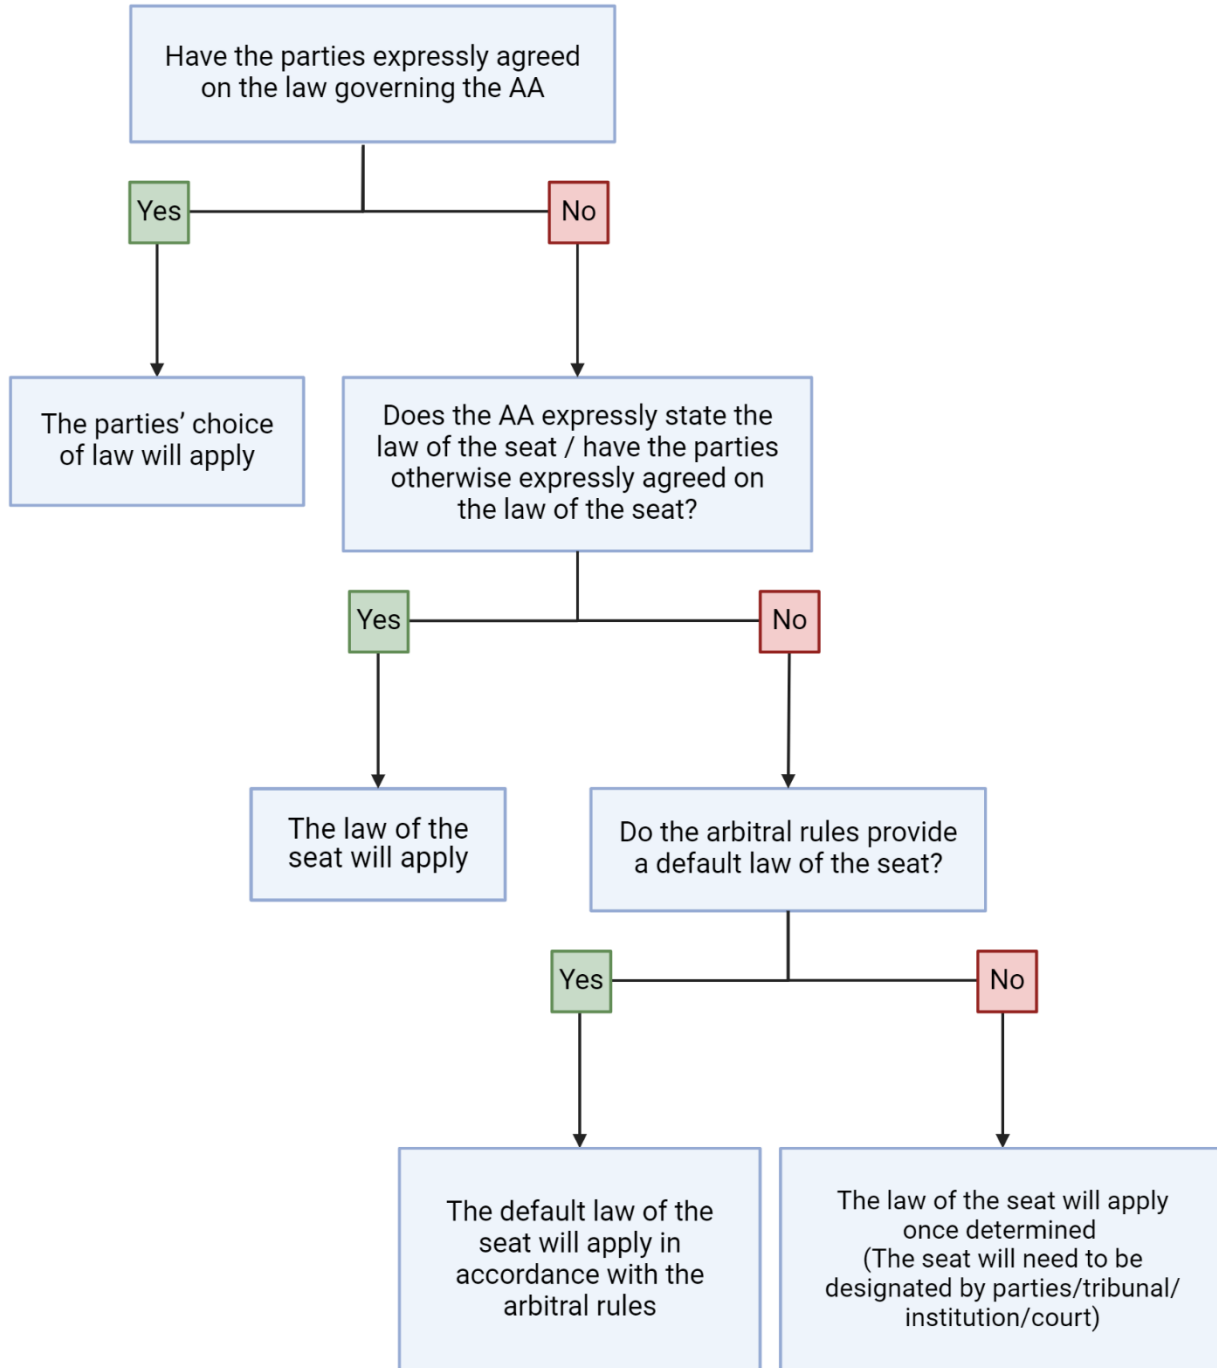 Have the parties expressly agreed
on the law governing the AA
Yes
No
The parties’ choice
of law will apply
Does the AA expressly state the
law of the seat / have the parties
otherwise expressly agreed on
the law of the seat?
Yes
No
The law of the
seat will apply
Do the arbitral rules provide
a default law of the seat?
Yes
No
The default law of the
seat will apply in
accordance with the
arbitral rules
The law of the seat will apply
once determined
(The seat will need to be
designated by parties/tribunal/
institution/court)